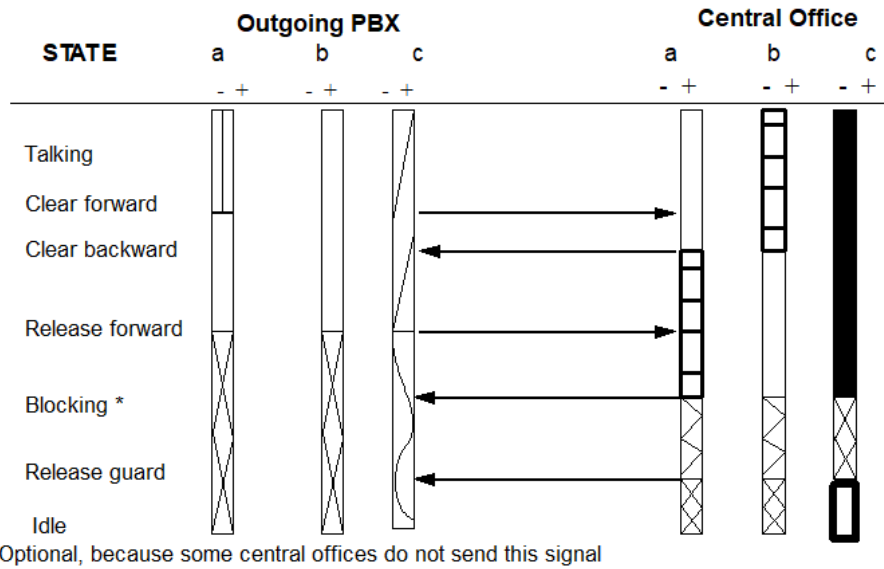 Outgoing PBX Central Office
STATE a b c a b c
- + - + - + - + - + - +
Talking
Clear forward
Clear backward
Release forward
Blocking *
Release guard
Idle
Optional, because some central offices do not send this signal